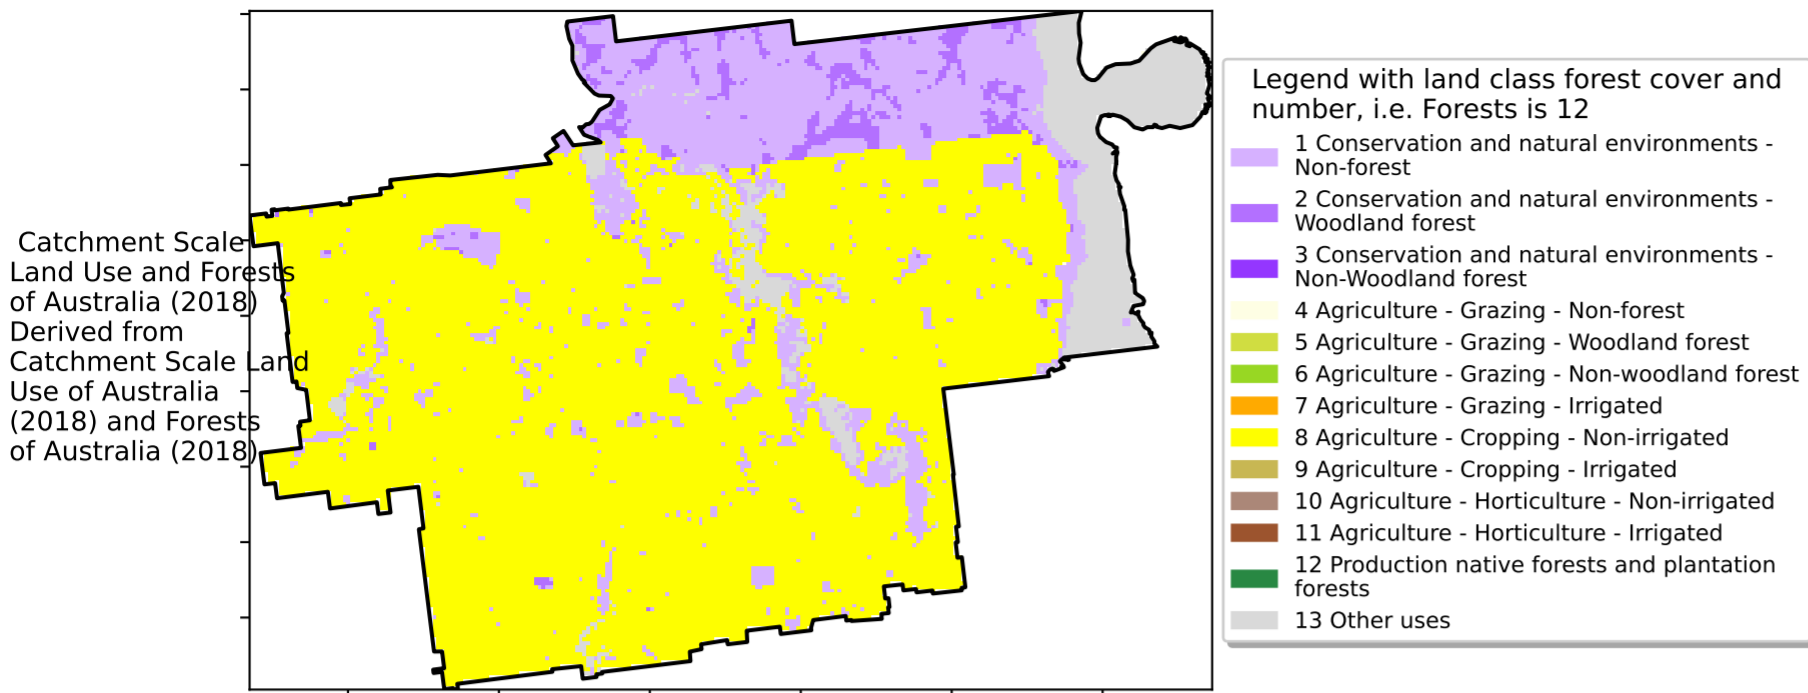 Catchment Scale
Land Use and Forests
of Australia (2018)
Derived from
Catchment Scale Land
Use of Australia
(2018) and Forests
of Australia (2018)
Legend with land class forest cover and
number, i.e. Forests is 12
1 Conservation and natural environments -
Non-forest
2 Conservation and natural environments -
Woodland forest
3 Conservation and natural environments -
Non-Woodland forest
4 Agriculture - Grazing - Non-forest
5 Agriculture - Grazing - Woodland forest
6 Agriculture - Grazing - Non-woodland forest
7 Agriculture - Grazing - Irrigated
8 Agriculture - Cropping - Non-irrigated
9 Agriculture - Cropping - Irrigated
10 Agriculture - Horticulture - Non-irrigated
11 Agriculture - Horticulture - Irrigated
12 Production native forests and plantation
forests
13 Other uses